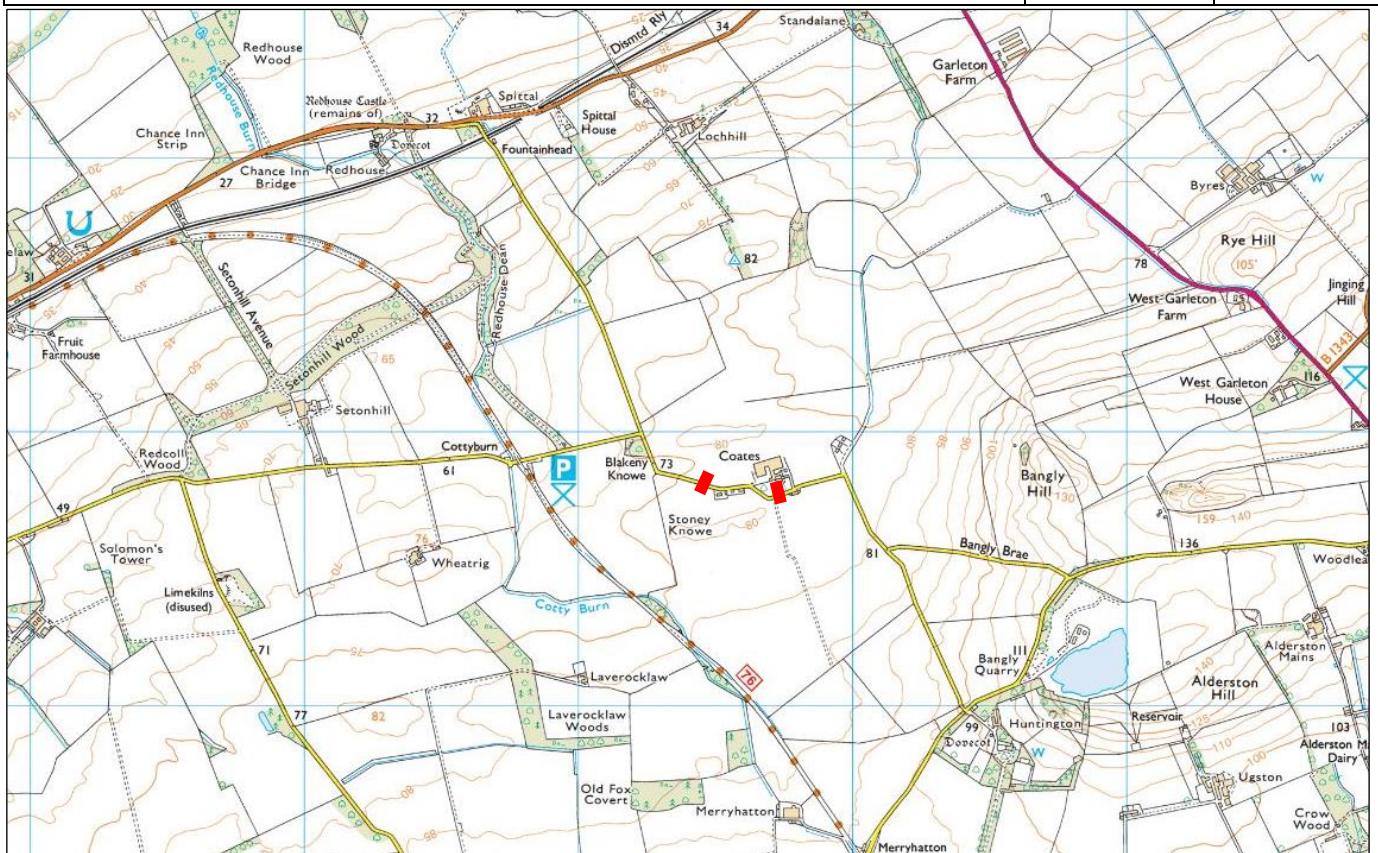 34
Standalane
Dismtd Rly
Garleton
Farm
Redhouse
Wood
Redhouse Burn
Redhouse Castle
(remains of)
32
Spittal
Spittal
House
Lochhill
Chance Inn
Strip
Dovecot
Fountainhead
Chance Inn
Bridge
Redhouse
27
Byres
W
Rye Hill
105
78
82
31
Setonhill Avenue
Redhouse Dean
West Garleton
Farm
Jinging
Hill
Fruit
Farmhouse
Setonhill Wood
B 1343
116
West Garleton
House
Setonhill
Redcoll
Wood
Cottyburn
61
P
Blakeny
Knowe
73
Coates
Bangly
Hill
130
159
140
49
Stoney
Knowe
Solomon's
Tower
76
Wheatrig
81
Bangly Brae
136
Limekilns
(disused)
Cotty Burn
71
76
111
Bangly
Quarry
Alderston
Mains
Alderston
Hill
Laverocklaw
77
82
Laverocklaw
Woods
99
Dovecot
Huntington
W
Reservoir
103
Alderston M
Dairy
Old Fox
Covert
Merryhatton
Ugston
Crow
Wood
Merryhatton